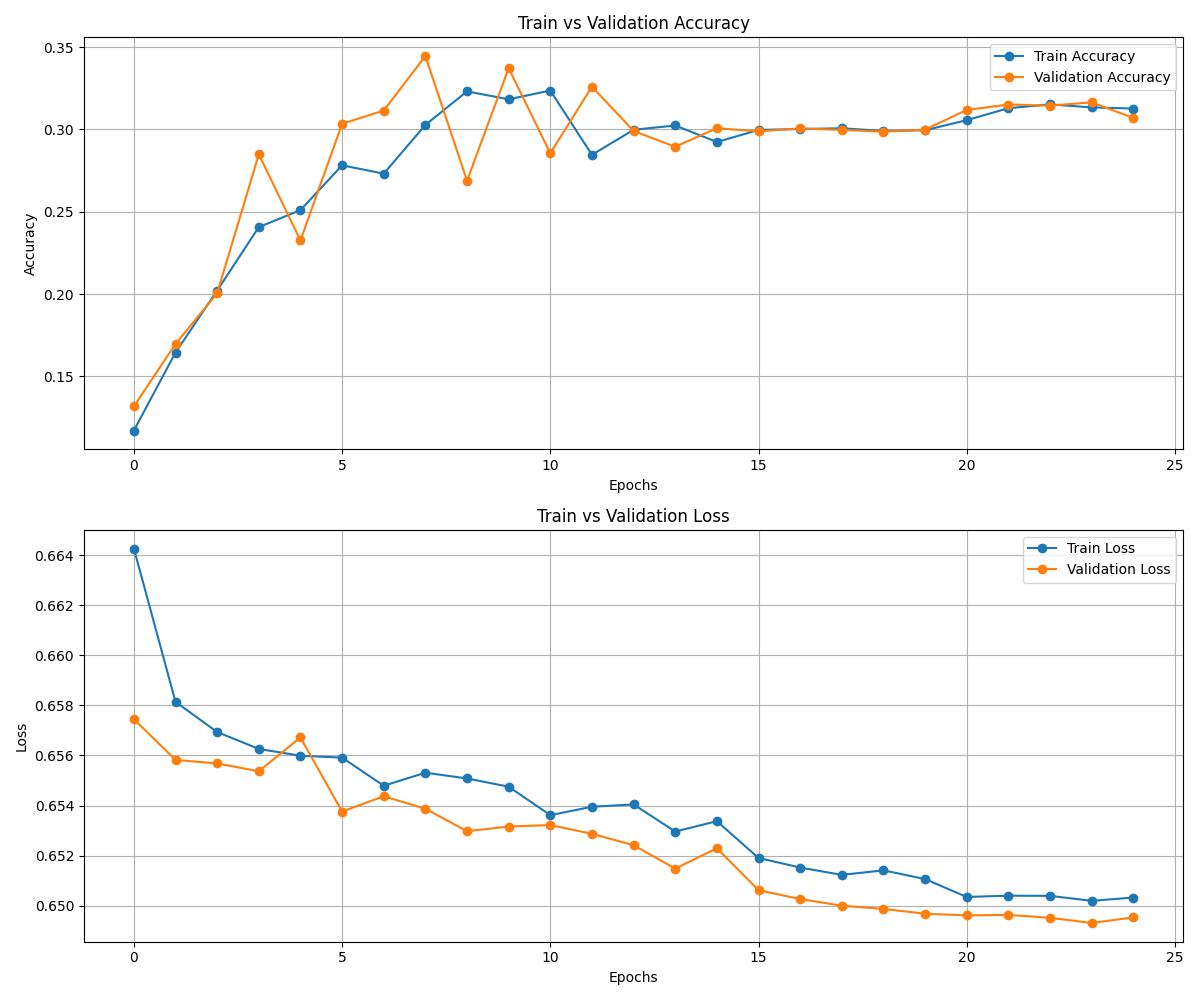 Train vs Validation Accuracy
Accuracy
0.35
0.30
0.25
0.20
0.15
Train Accuracy
Validation Accuracy
0 5 10 15 20 25
Epochs
Train vs Validation Loss
Loss
0.664
0.662
0.660
0.658
0.656
0.654
0.652
0.650
Train Loss
Validation Loss
0 5 10 15 20 25
Epochs